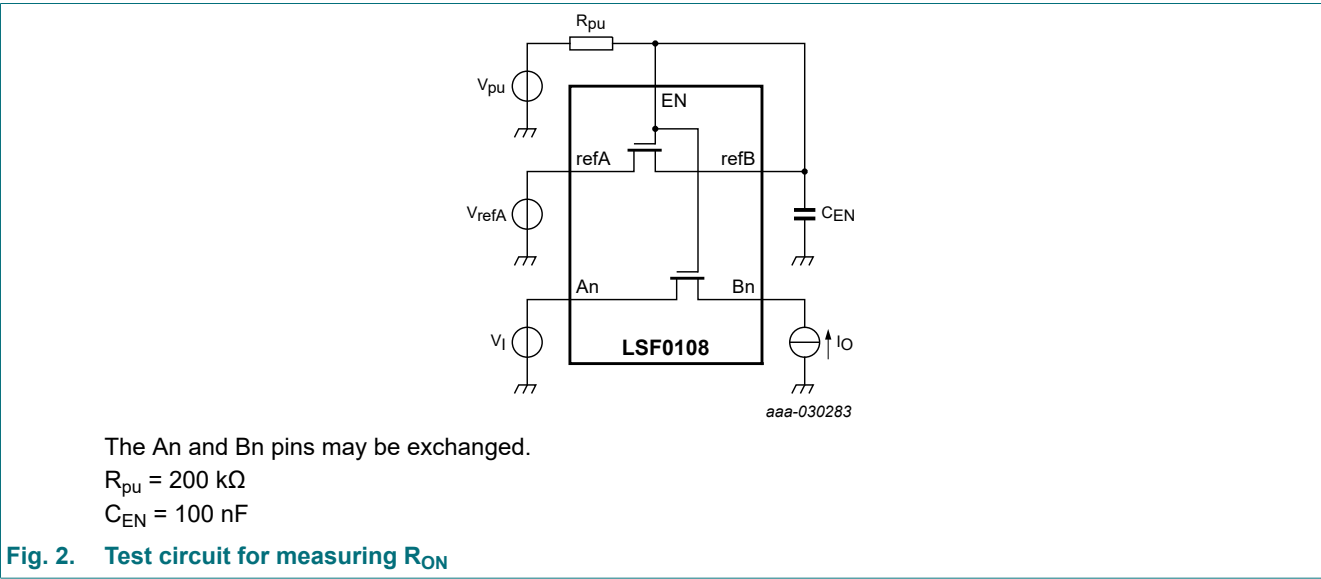 Rpu
Vpu
EN
refA
refB
VrefA
CEN
An
Bn
VI
LSF0108
IO
aaa-030283
The An and Bn pins may be exchanged.
Rpu = 200 kΩ
CEN = 100 nF
Fig. 2. Test circuit for measuring RON